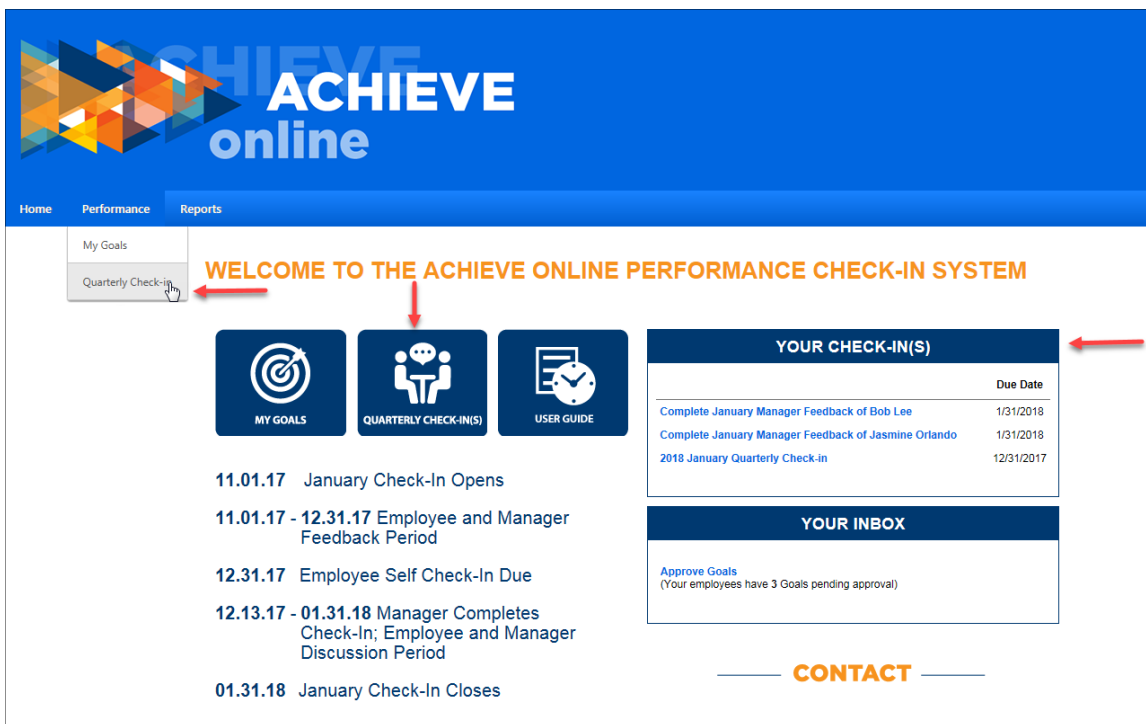 ACHIEVE
ACHIEVE
online
Home Performance Reports
My Goals
Quarterly Check-in
WELCOME TO THE ACHIEVE ONLINE PERFORMANCE CHECK-IN SYSTEM
MY GOALS
QUARTERLY CHECK-IN(S)
USER GUIDE
11.01.17 January Check-In Opens
11.01.17 - 12.31.17 Employee and Manager
Feedback Period
12.31.17 Employee Self Check-In Due
12.13.17 - 01.31.18 Manager Completes
Check-In; Employee and Manager
Discussion Period
01.31.18 January Check-In Closes
YOUR CHECK-IN(S)
Due Date
Complete January Manager Feedback of Bob Lee 1/31/2018
Complete January Manager Feedback of Jasmine Orlando 1/31/2018
2018 January Quarterly Check-in 12/31/2017
YOUR INBOX
Approve Goals
(Your employees have 3 Goals pending approval)
CONTACT